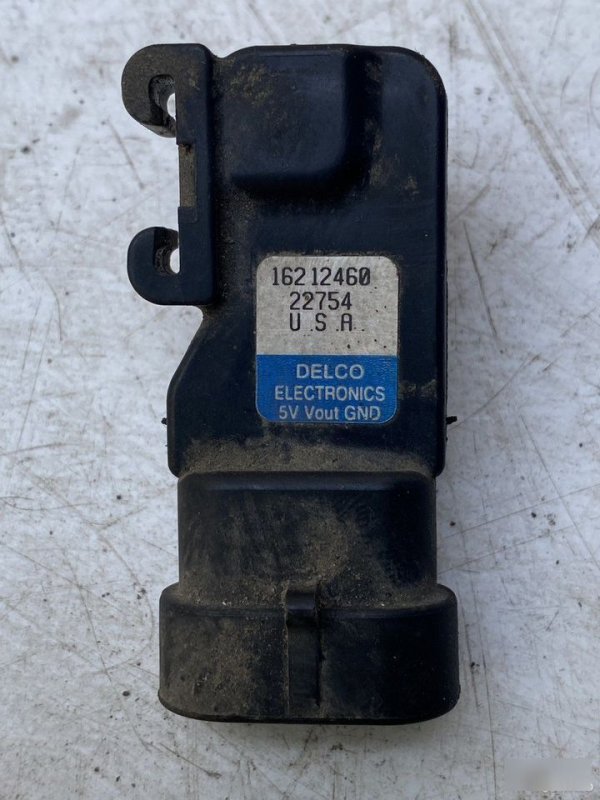 16212460
22754
U.S.A.
DELCO
ELECTRONICS
5V Vout GND